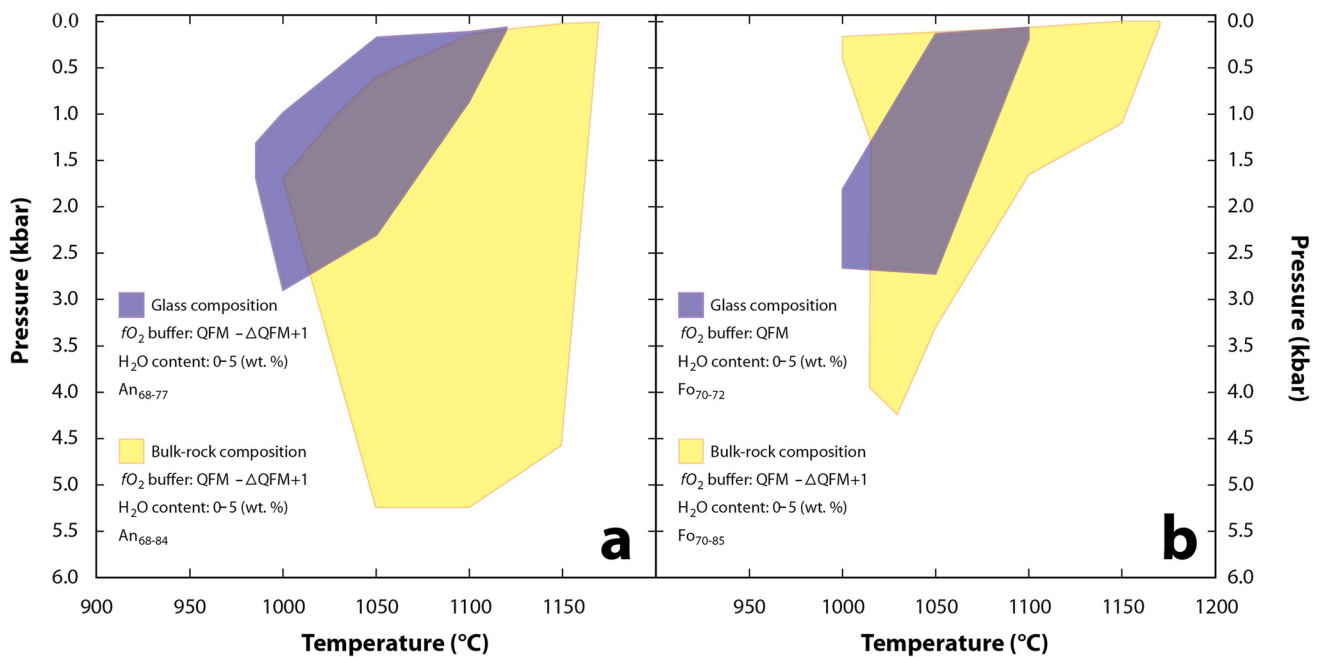 0.0
0.5
1.0
1.5
2.0
2.5
3.0
3.5
4.0
4.5
5.0
5.5
6.0
Pressure (kbar)
Glass composition
fO2 buffer: QFM – ΔQFM+1
H2O content: 0–5 (wt. %)
An68-77
Bulk-rock composition
fO2 buffer: QFM – ΔQFM+1
H2O content: 0–5 (wt. %)
An68-84
a
900 950 1000 1050 1100 1150
Temperature (°C)
Glass composition
fO2 buffer: QFM
H2O content: 0–5 (wt. %)
Fo70-72
Bulk-rock composition
fO2 buffer: QFM – ΔQFM+1
H2O content: 0–5 (wt. %)
Fo70-85
b
950 1000 1050 1100 1150 1200
Temperature (°C)
0.0
0.5
1.0
1.5
2.0
2.5
3.0
3.5
4.0
4.5
5.0
5.5
6.0
Pressure (kbar)